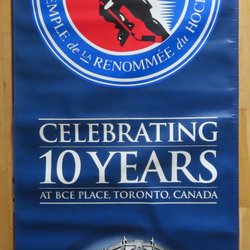 TEMPLE de LA RENOMMÉE du HOCKEY
CELEBRATING
10 YEARS
AT BCE PLACE, TORONTO, CANADA